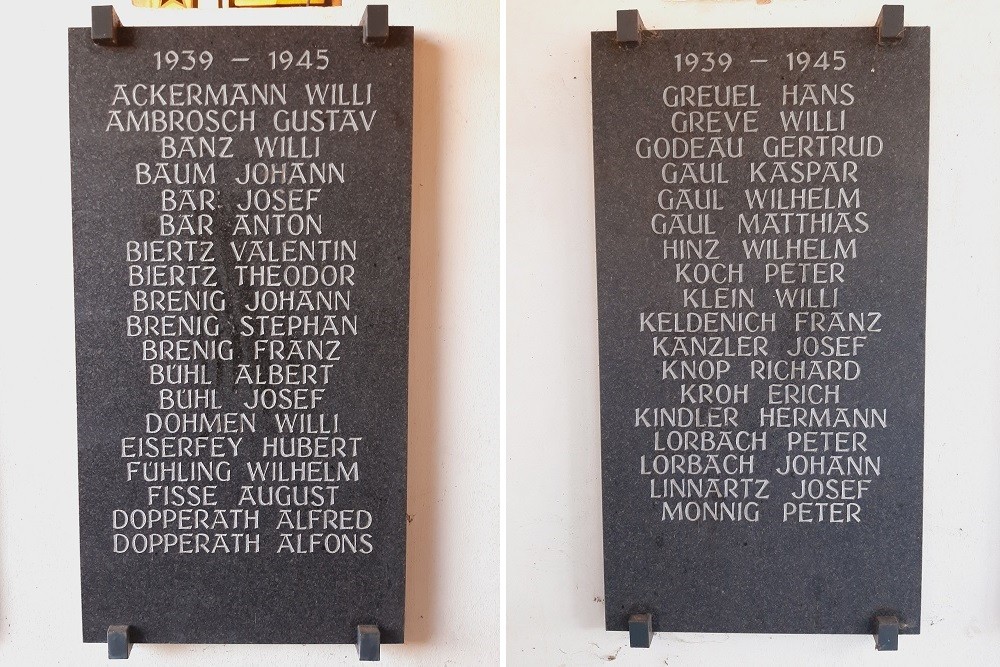 1939 – 1945
ACKERMANN WILLI
AMBROSCH GUSTAV
BANZ WILLI
BAUM JOHANN
BÄR JOSEF
BÄR ANTON
BIERTZ VALENTIN
BIERTZ THEODOR
BRENIG JOHANN
BRENIG STEPHAN
BRENIG FRANZ
BÜHL ALBERT
BÜHL JOSEF
DOHMEN WILLI
EISERFEY HUBERT
FÜHLING WILHELM
FISSE AUGUST
DOPPERATH ALFRED
DOPPERATH ALFONS
1939 – 1945
GREUEL HANS
GREVE WILLI
GODEAU GERTRUD
GAUL KASPAR
GAUL WILHELM
GAUL MATTHIAS
HINZ WILHELM
KOCH PETER
KLEIN WILLI
KELDENICH FRANZ
KANZLER JOSEF
KNOP RICHARD
KROH ERICH
KINDLER HERMANN
LORBACH PETER
LORBACH JOHANN
LINNARTZ JOSEF
MONNIG PETER